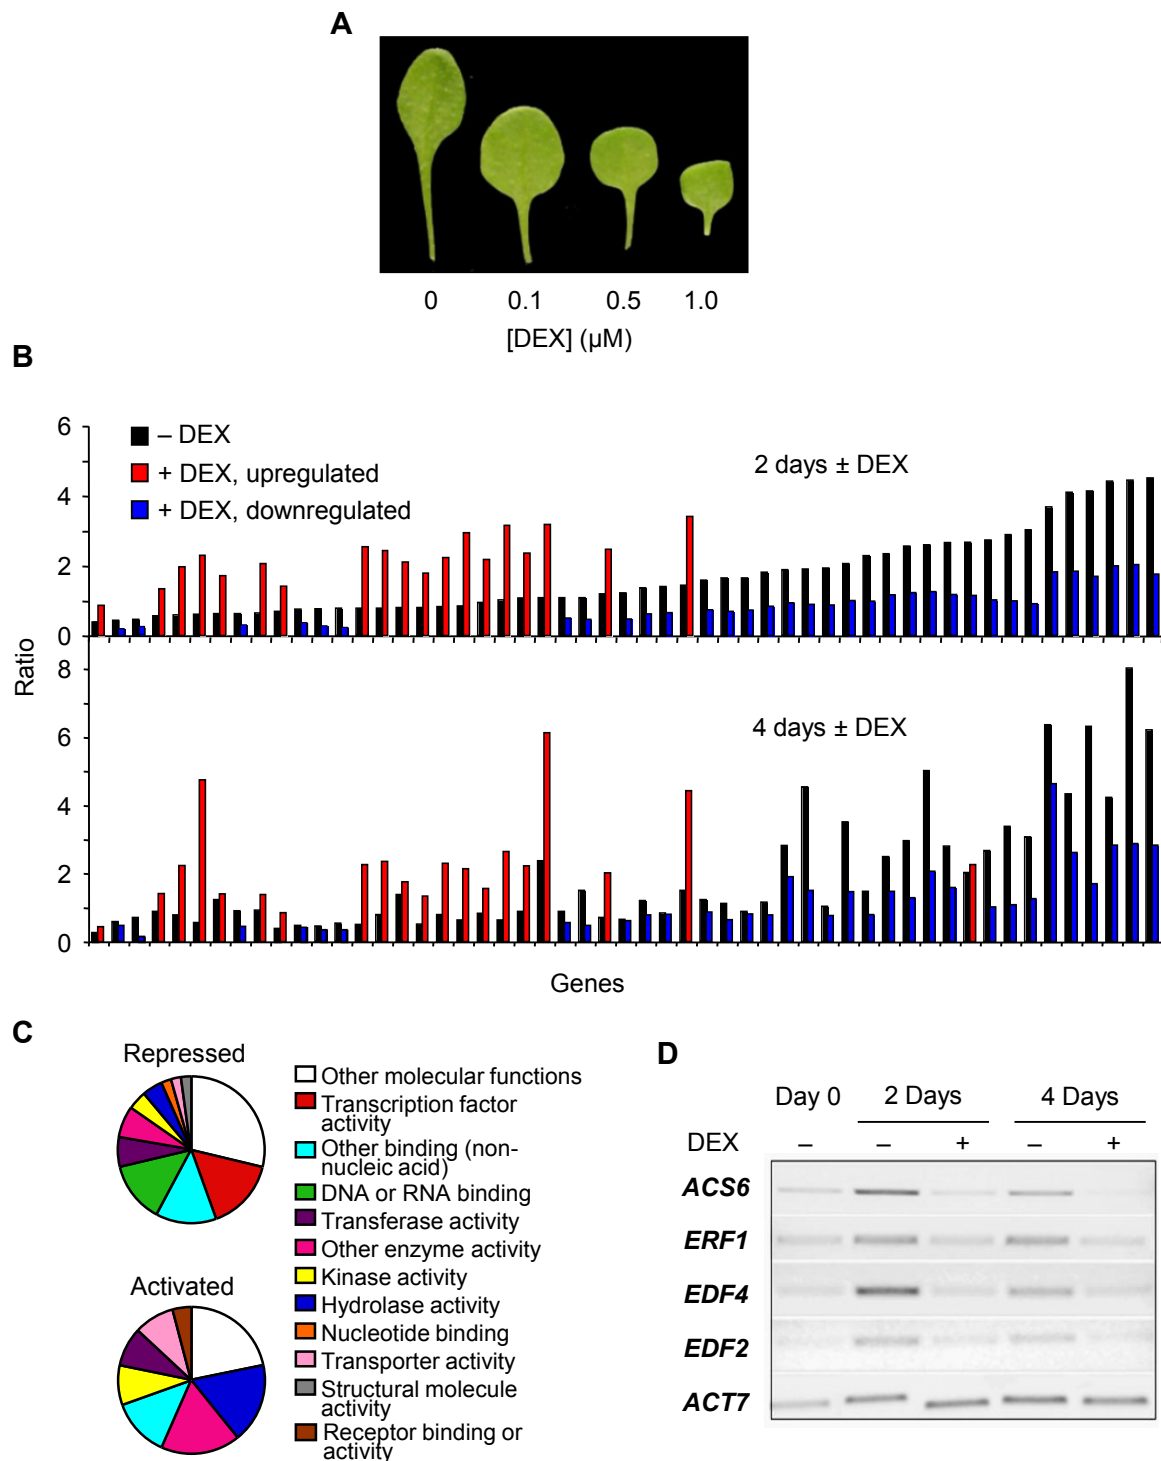 A
0 0.1 0.5 1.0
[DEX] (µM)
B
6
4
2
0
– DEX
+ DEX, upregulated
+ DEX, downregulated
2 days ± DEX
Ratio
8
6
4
2
0
4 days ± DEX
Genes
C
Repressed
Activated
Other molecular functions
Transcription factor
activity
Other binding (non-
nucleic acid)
DNA or RNA binding
Transferase activity
Other enzyme activity
Kinase activity
Hydrolase activity
Nucleotide binding
Transporter activity
Structural molecule
activity
Receptor binding or
activity
D
Day 0 2 Days 4 Days
DEX – – + – +
ACS6
ERF1
EDF4
EDF2
ACT7